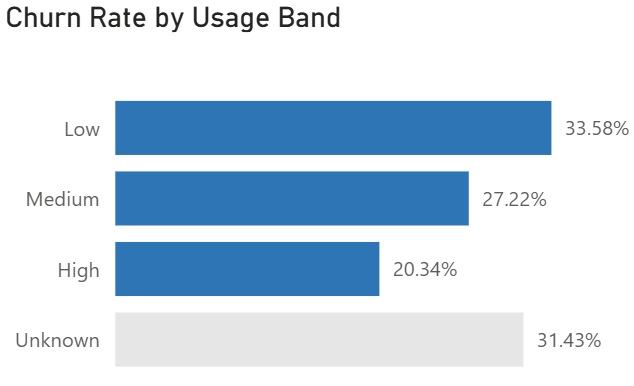 Churn Rate by Usage Band
Low 33.58%
Medium 27.22%
High 20.34%
Unknown 31.43%